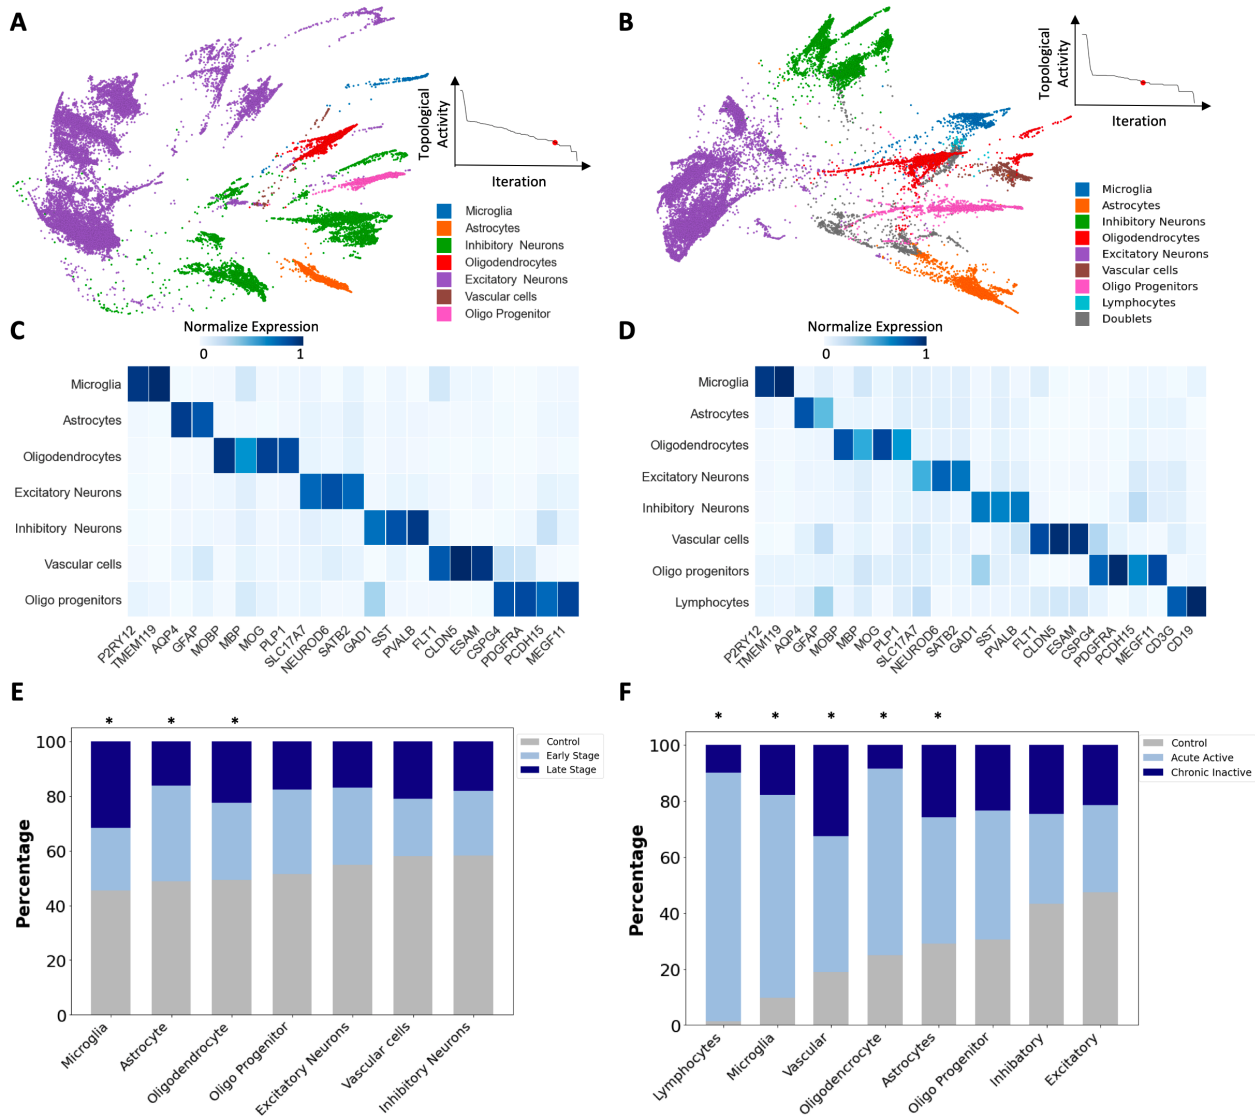 A
Topological
Activity
Iteration
Microglia
Astrocytes
Inhibitory Neurons
Oligodendrocytes
Excitatory Neurons
Vascular cells
Oligo Progenitor
B
Topological
Activity
Iteration
Microglia
Astrocytes
Inhibitory Neurons
Oligodendrocytes
Excitatory Neurons
Vascular cells
Oligo Progenitors
Lymphocytes
Doublets
C
Normalize Expression
0 1
Microglia
Astrocytes
Oligodendrocytes
Excitatory Neurons
Inhibitory Neurons
Vascular cells
Oligo progenitors
P2RY12
TMEM119
AQP4
GFAP
MOBP
MBP
MOG
PLP1
SLC17A7
NEUROD6
SATB2
GAD1
SST
PVALB
FLT1
CLDN5
ESAM
CSPG4
PDGFRA
PCDH15
MEGF11
D
Normalize Expression
0 1
Microglia
Astrocytes
Oligodendrocytes
Excitatory Neurons
Inhibitory Neurons
Vascular cells
Oligo progenitors
Lymphocytes
P2RY12
TMEM119
AQP4
GFAP
MOBP
MBP
MOG
PLP1
SLC17A7
NEUROD6
SATB2
GAD1
SST
PVALB
FLT1
CLDN5
ESAM
CSPG4
PDGFRA
PCDH15
MEGF11
CD3G
CD19
E
* * *
Percentage
100
80
60
40
20
0
Control
Early Stage
Late Stage
Microglia
Astrocyte
Oligodendrocyte
Oligo Progenitor
Excitatory Neurons
Vascular cells
Inhibitory Neurons
F
* * * * *
Percentage
100
80
60
40
20
0
Control
Acute Active
Chronic Inactive
Lymphocytes
Microglia
Vascular
Oligodencrocyte
Astrocytes
Oligo Progenitor
Inhibatory
Excitatory